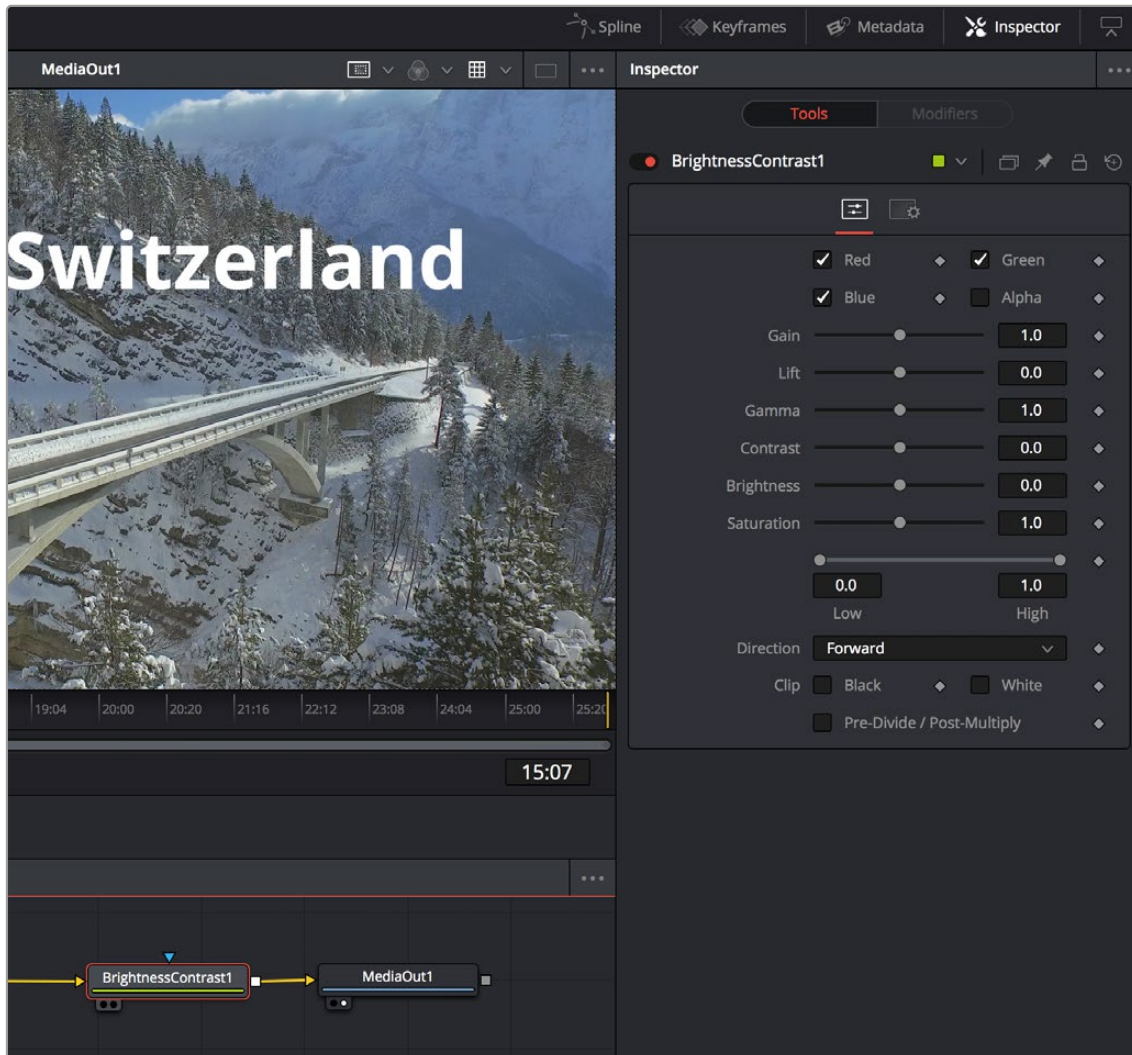 Spline Keyframes Metadata Inspector
MediaOut1
Inspector
Tools Modifiers
BrightnessContrast1
Red Green
Blue Alpha
Gain 1.0
Lift 0.0
Gamma 1.0
Contrast 0.0
Brightness 0.0
Saturation 1.0
0.0 1.0
Low High
Direction Forward
Clip Black White
Pre-Divide / Post-Multiply
Switzerland
19:04 20:00 20:20 21:16 22:12 23:08 24:04 25:00 25:20
15:07
BrightnessContrast1 MediaOut1